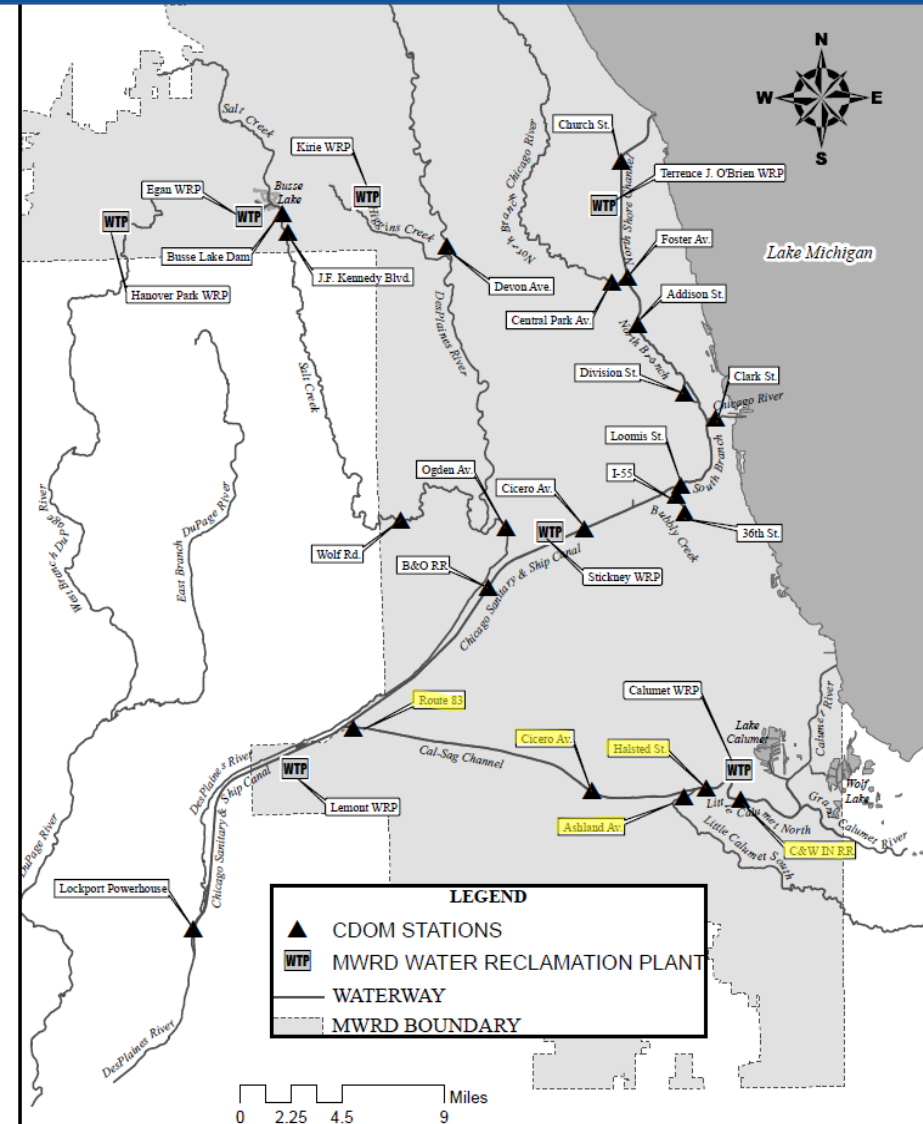 N
W
E
S
Salt Creek
Church St.
Kirie WRP
North Branch Chicago River
North Shore Channel
Terrence J. O'Brien WRP
WTP
WTP
Egan WRP
WTP
Busse
Lake
WTP
Higgins Creek
Foster Av.
Lake Michigan
Busse Lake Dam
J.F. Kennedy Blvd.
Devon Ave.
Addison St.
Hanover Park WRP
Central Park Av.
DesPlaines River
North Branch
Division St.
Clark St.
Chicago River
Salt Creek
Loomis St.
South Branch
Ogden Av.
I-55
Cicero Av.
DuPage River
West Branch DuPage River
East Branch
WTP
Bubbly Creek
36th St.
Wolf Rd.
B&O RR
Stickney WRP
Chicago Sanitary & Ship Canal
Route 83
Calumet WRP
Lake
Calumet
Calumet River
Cicero Av.
Halsted St.
Cal-Sag Channel
WTP
WTP
Wolf
Lake
DesPlaines River
Chicago Sanitary & Ship Canal
Lemont WRP
Ashland Av.
Little Calumet North
Grand Calumet River
Little Calumet South
C&W IN RR
DuPage River
Lockport Powerhouse
LEGEND
CDOM STATIONS
WTP MWRD WATER RECLAMATION PLANT
WATERWAY
MWRD BOUNDARY
DesPlaines River
Miles
0 2.25 4.5 9